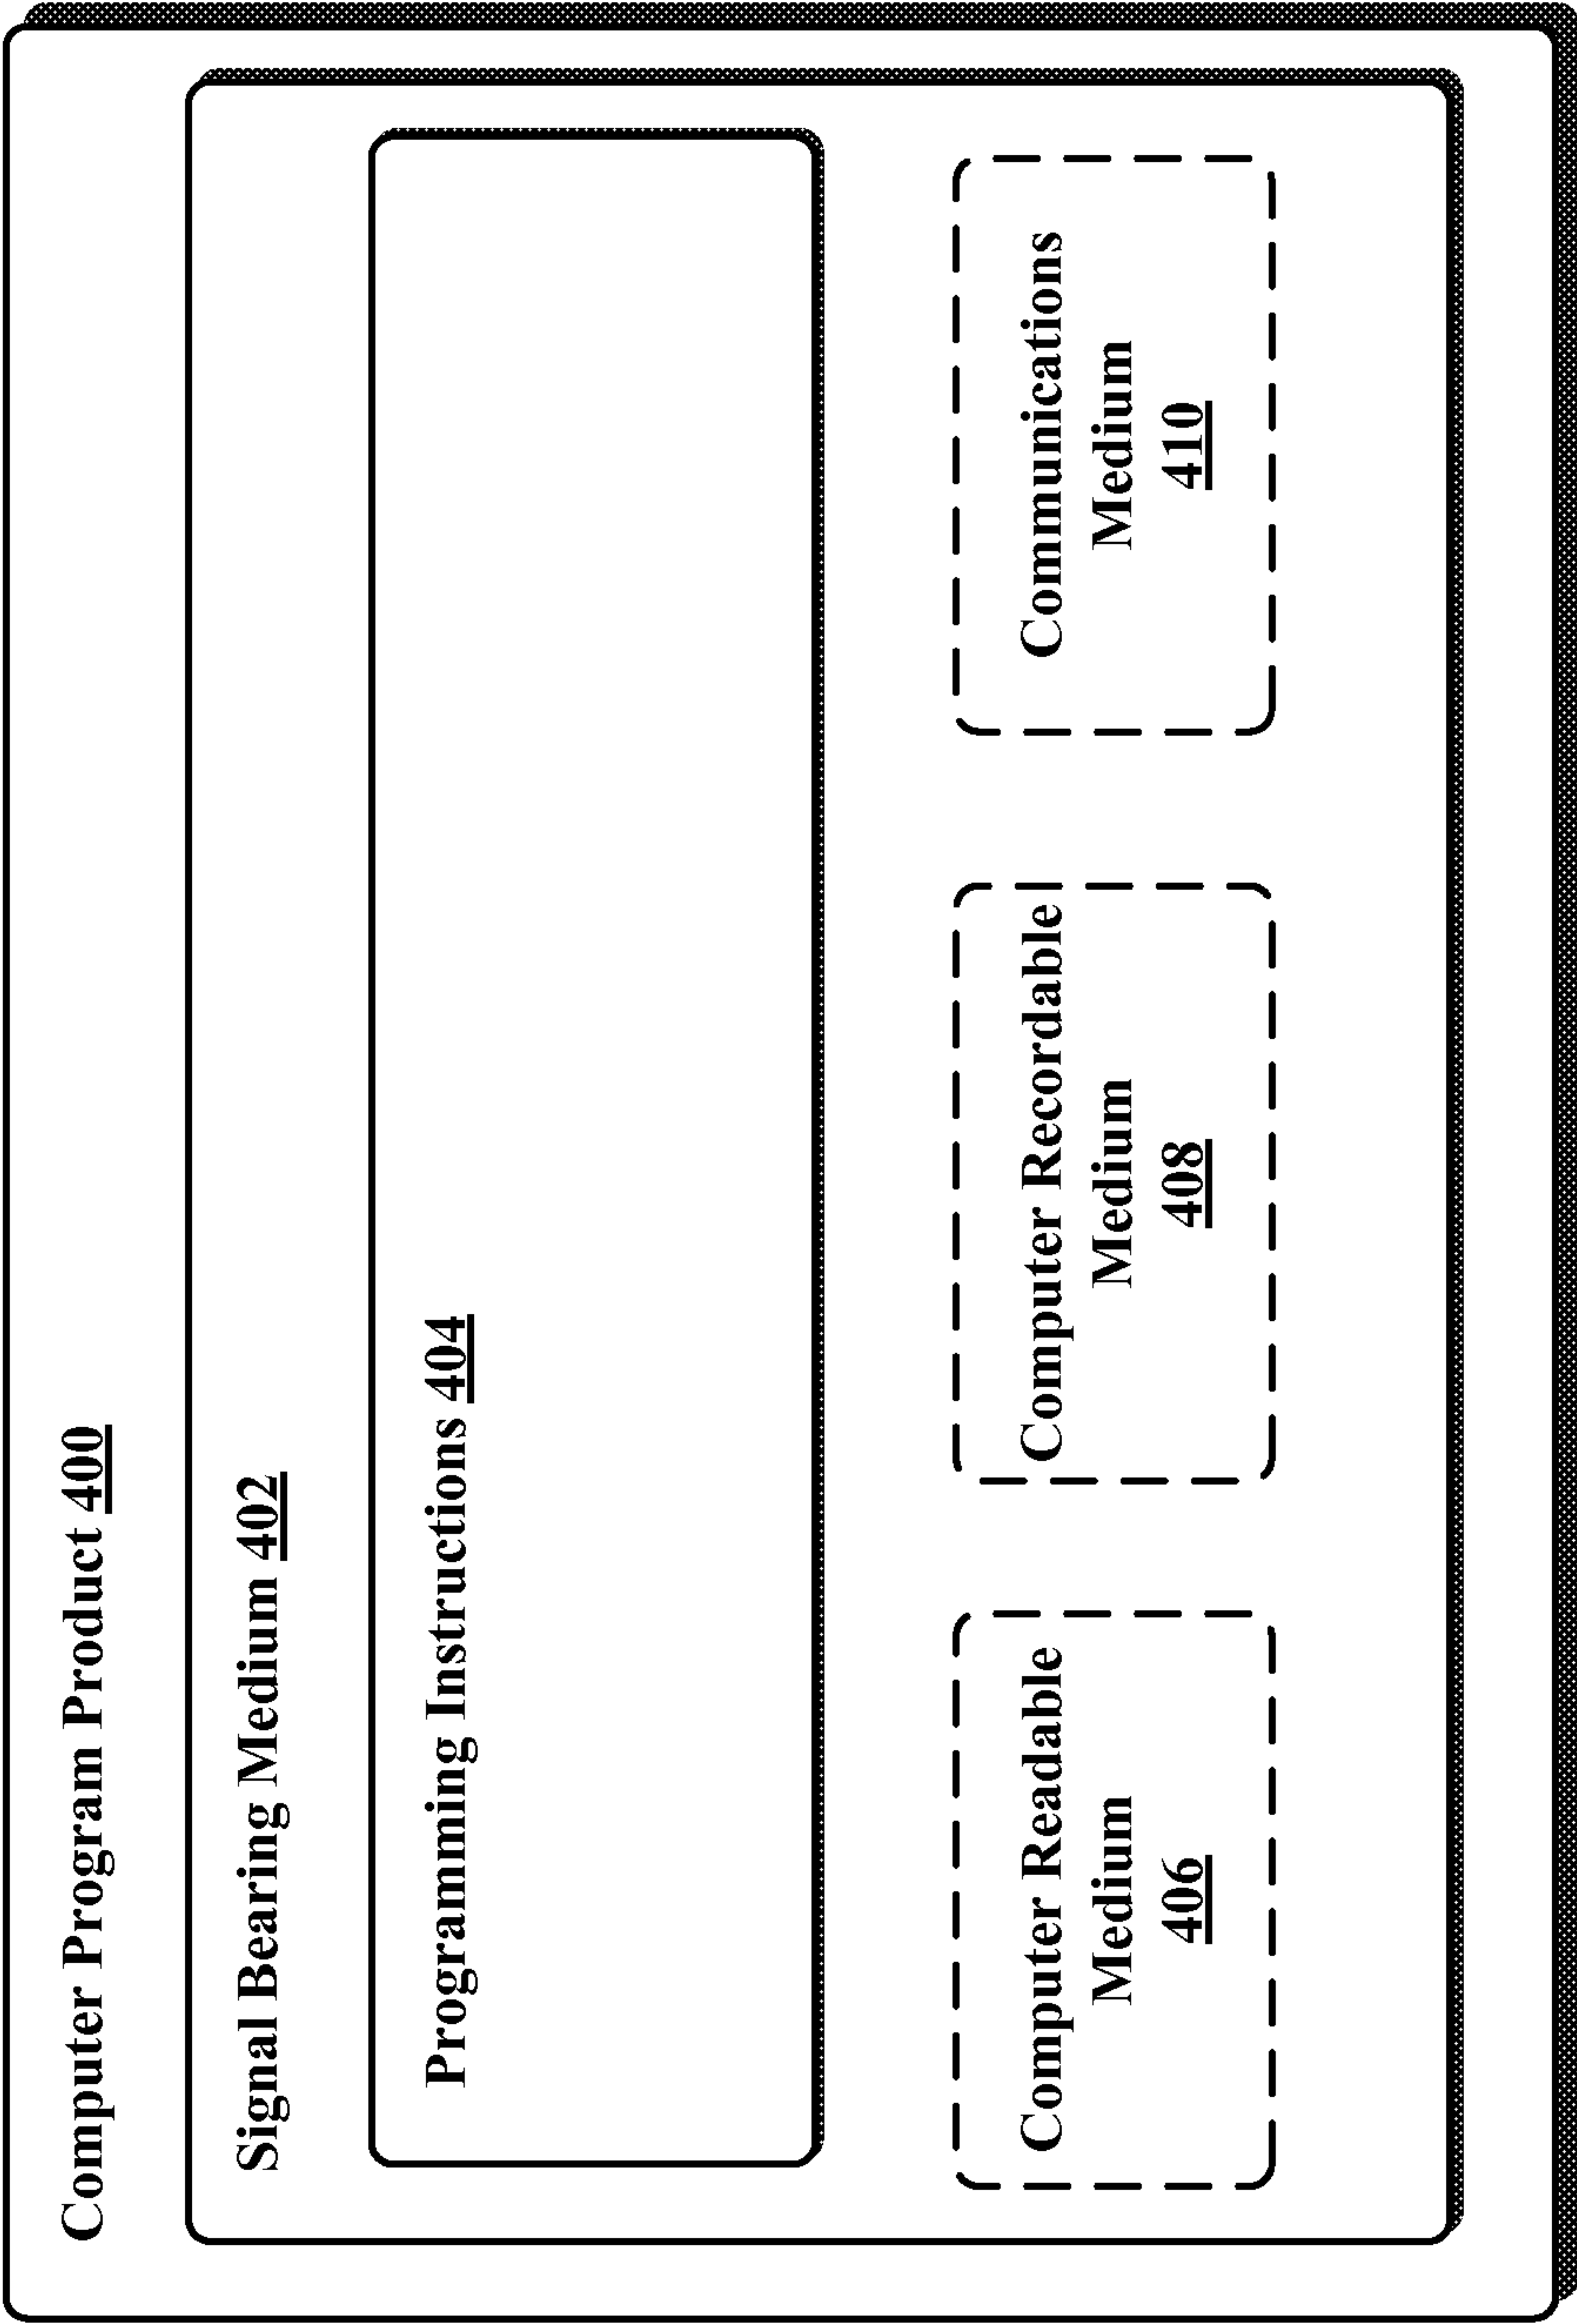 Computer Program Product 400
Signal Bearing Medium 402
Programming Instructions 404
Computer Readable
Medium
406
Computer Recordable
Medium
408
Communications
Medium
410